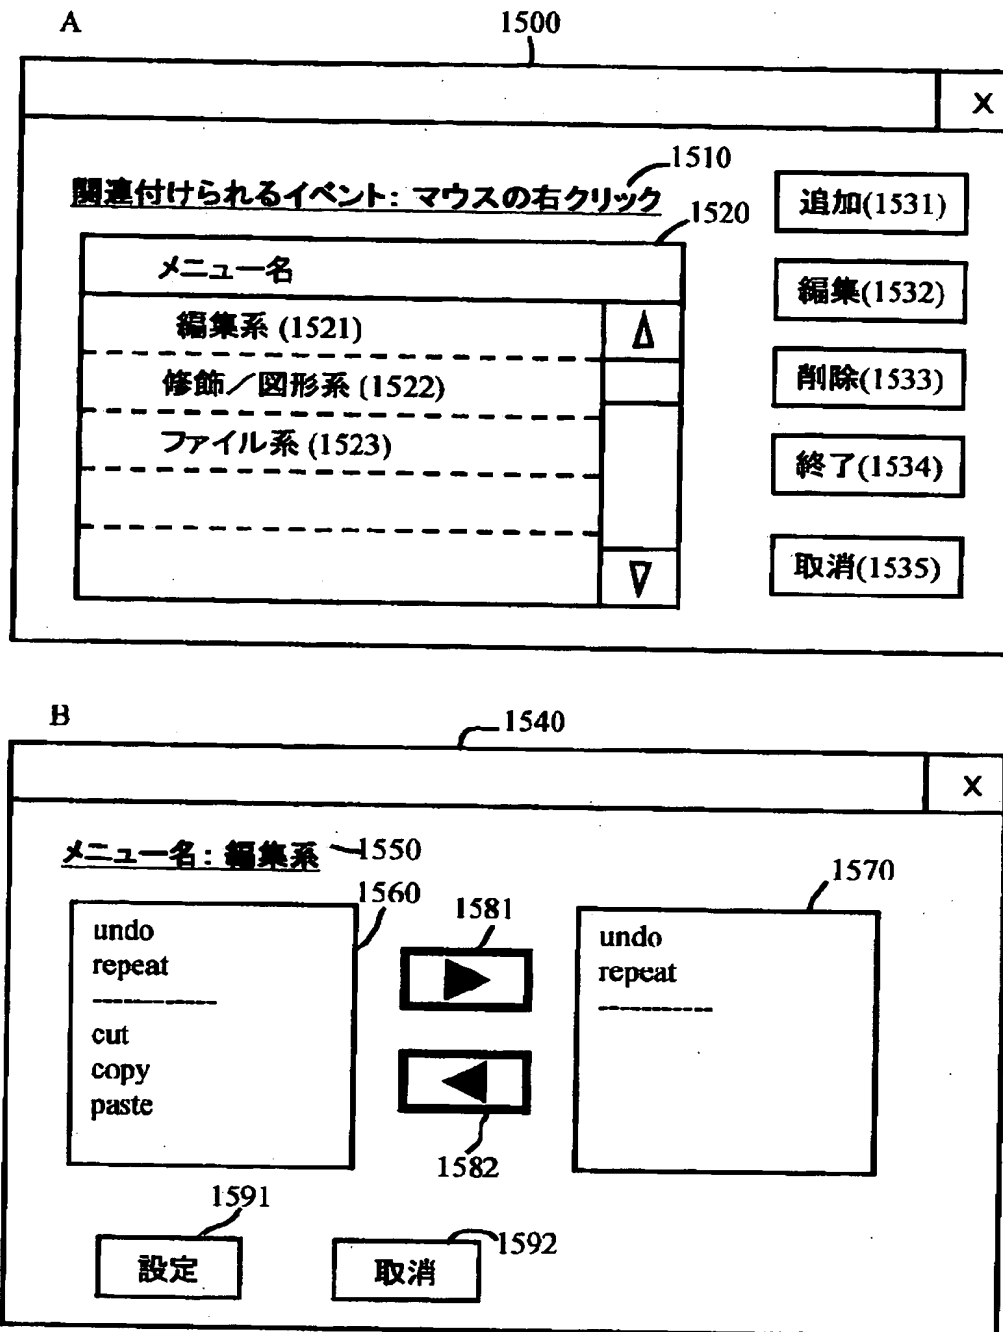 A
1500
X
関連付けられるイベント: マウスの右クリック
1510
1520
メニュー名
編集系 (1521)
修飾／図形系 (1522)
ファイル系 (1523)
追加(1531)
編集(1532)
削除(1533)
終了(1534)
取消(1535)
B
1540
X
メニュー名: 編集系
1550
1560
undo
repeat
------------
cut
copy
paste
1581
1582
1570
undo
repeat
------------
1591
設定
1592
取消